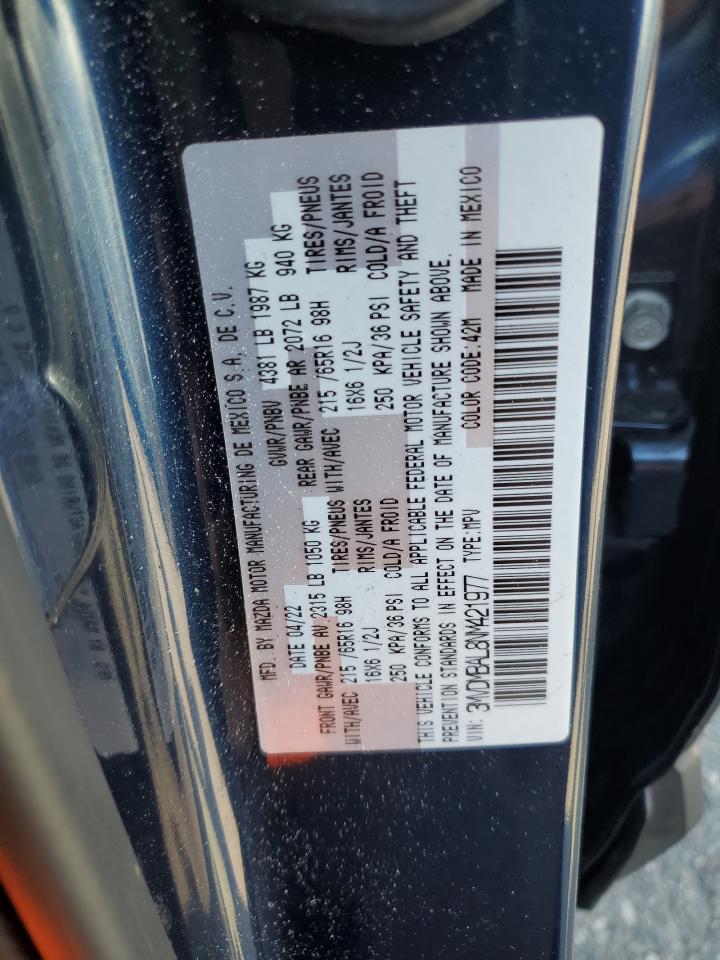 MFD. BY MAZDA MOTOR MANUFACTURING DE MEXICO S.A. DE C.V.
DATE 04/22 GVWR/PNBV 4381 LB 1987 KG
FRONT GAWR/PNBE AV 2315 LB 1050 KG REAR GAWR/PNBE AR 2072 LB 940 KG
WITH/AVEC 215 /65R16 98H TIRES/PNEUS WITH/AVEC 215 /65R16 98H TIRES/PNEUS
16X6 1/2J RIMS/JANTES 16X6 1/2J RIMS/JANTES
250 KPA/36 PSI COLD/A FROID 250 KPA/36 PSI COLD/A FROID
THIS VEHICLE CONFORMS TO ALL APPLICABLE FEDERAL MOTOR VEHICLE SAFETY AND THEFT
PREVENTION STANDARDS IN EFFECT ON THE DATE OF MANUFACTURE SHOWN ABOVE.
VIN: 3MVDMBAL8NM421977 TYPE:MPV COLOR CODE:42M MADE IN MEXICO